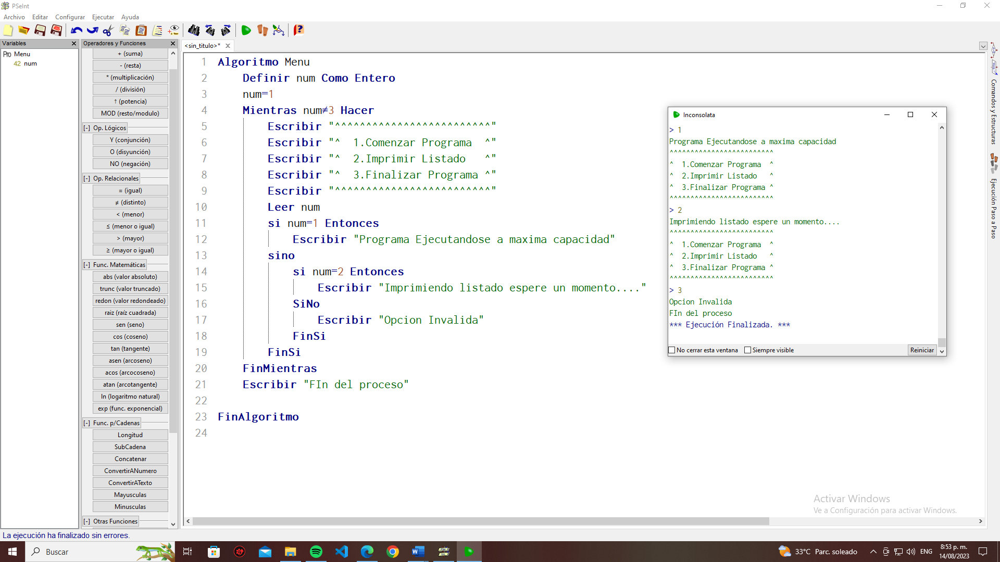 PSeInt
Archivo Editar Configurar Ejecutar Ayuda
Variables
Pro Menu
42 num
Operadores y Funciones
+ (suma)
- (resta)
* (multiplicación)
/ (división)
↑ (potencia)
MOD (resto/modulo)
[-] Op. Lógicos
Y (conjunción)
O (disyunción)
NO (negación)
[-] Op. Relacionales
= (igual)
≠ (distinto)
< (menor)
≤ (menor o igual)
> (mayor)
≥ (mayor o igual)
[-] Func. Matemáticas
abs (valor absoluto)
trunc (valor truncado)
redon (valor redondeado)
raiz (raíz cuadrada)
sen (seno)
cos (coseno)
tan (tangente)
asen (arcoseno)
acos (arcocoseno)
atan (arcotangente)
ln (logaritmo natural)
exp (func. exponencial)
[-] Func. p/Cadenas
Longitud
SubCadena
Concatenar
ConvertirANumero
ConvertirATexto
Mayusculas
Minusculas
[-] Otras Funciones
<sin_titulo>*
1 Algoritmo Menu
2 Definir num Como Entero
3 num=1
4 Mientras num≠3 Hacer
5 Escribir "^^^^^^^^^^^^^^^^^^^^^^^^^"
6 Escribir "^  1.Comenzar Programa  ^"
7 Escribir "^  2.Imprimir Listado   ^"
8 Escribir "^  3.Finalizar Programa ^"
9 Escribir "^^^^^^^^^^^^^^^^^^^^^^^^^"
10 Leer num
11 si num=1 Entonces
12 Escribir "Programa Ejecutandose a maxima capacidad"
13 sino
14 si num=2 Entonces
15 Escribir "Imprimiendo listado espere un momento...."
16 SiNo
17 Escribir "Opcion Invalida"
18 FinSi
19 FinSi
20 FinMientras
21 Escribir "FIn del proceso"
22
23 FinAlgoritmo
24
Inconsolata
> 1
Programa Ejecutandose a maxima capacidad
^^^^^^^^^^^^^^^^^^^^^^^^^
^  1.Comenzar Programa  ^
^  2.Imprimir Listado   ^
^  3.Finalizar Programa ^
^^^^^^^^^^^^^^^^^^^^^^^^^
> 2
Imprimiendo listado espere un momento....
^^^^^^^^^^^^^^^^^^^^^^^^^
^  1.Comenzar Programa  ^
^  2.Imprimir Listado   ^
^  3.Finalizar Programa ^
^^^^^^^^^^^^^^^^^^^^^^^^^
> 3
Opcion Invalida
FIn del proceso
*** Ejecución Finalizada. ***
No cerrar esta ventana Siempre visible Reiniciar
Comandos y Estructuras
Ejecución Paso a Paso
Activar Windows
Ve a Configuración para activar Windows.
La ejecución ha finalizado sin errores.
Buscar
33°C Parc. soleado
ENG
8:53 p. m.
14/08/2023